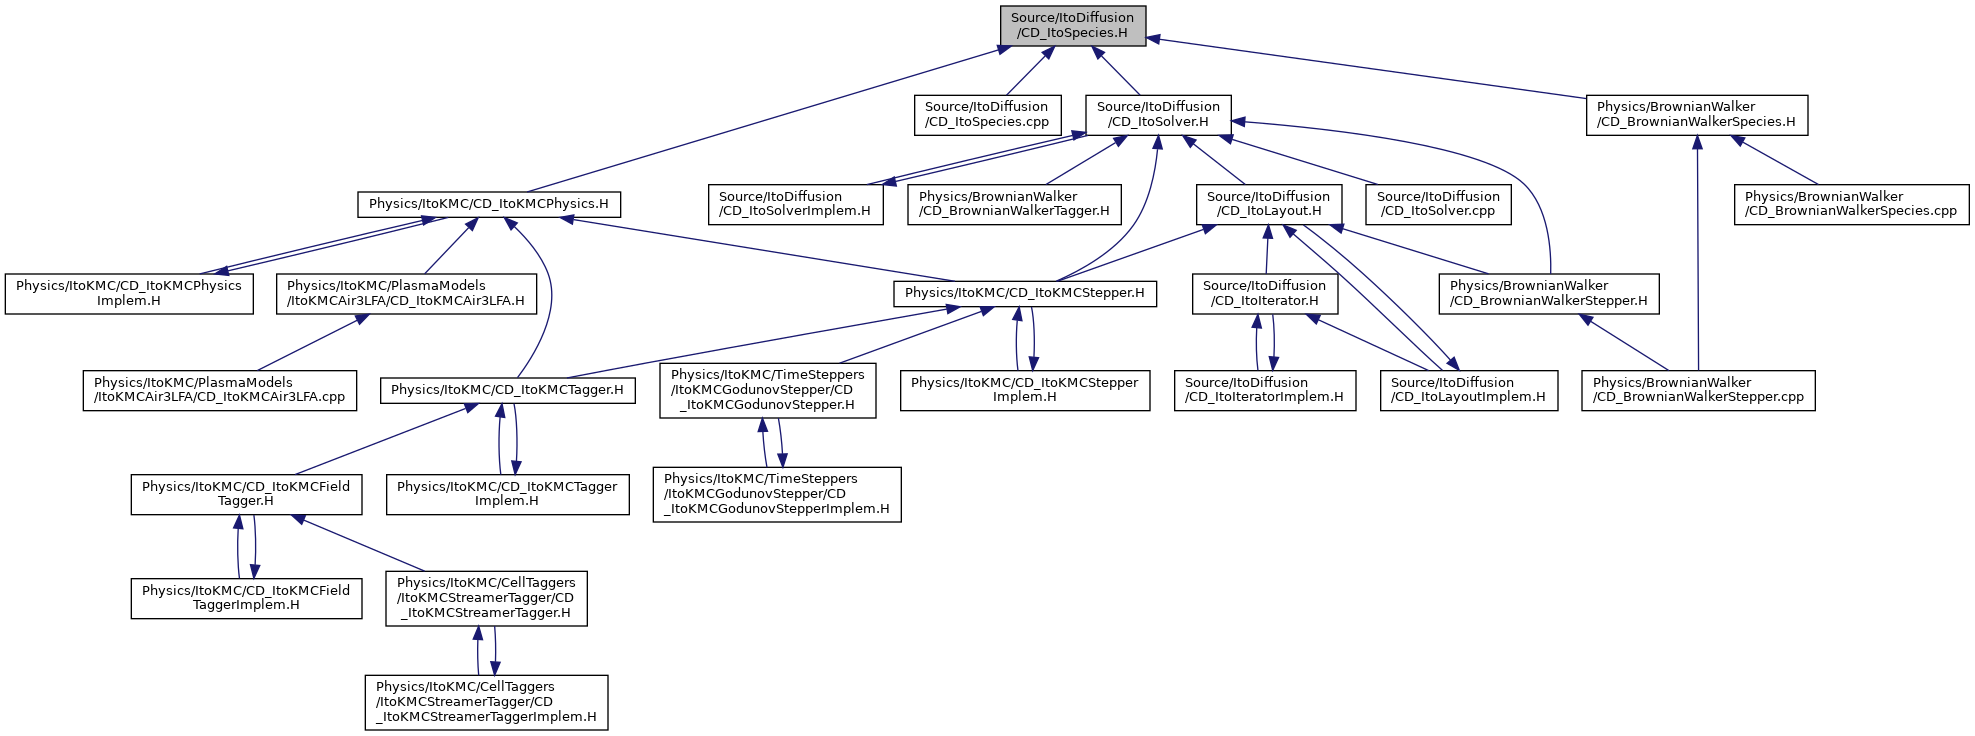 Source/ItoDiffusion
/CD_ItoSpecies.H
Source/ItoDiffusion
/CD_ItoSpecies.cpp
Source/ItoDiffusion
/CD_ItoSolver.H
Physics/BrownianWalker
/CD_BrownianWalkerSpecies.H
Physics/ItoKMC/CD_ItoKMCPhysics.H
Source/ItoDiffusion
/CD_ItoSolverImplem.H
Physics/BrownianWalker
/CD_BrownianWalkerTagger.H
Source/ItoDiffusion
/CD_ItoLayout.H
Source/ItoDiffusion
/CD_ItoSolver.cpp
Physics/BrownianWalker
/CD_BrownianWalkerSpecies.cpp
Physics/ItoKMC/CD_ItoKMCPhysics
Implem.H
Physics/ItoKMC/PlasmaModels
/ItoKMCAir3LFA/CD_ItoKMCAir3LFA.H
Physics/ItoKMC/CD_ItoKMCStepper.H
Source/ItoDiffusion
/CD_ItoIterator.H
Physics/BrownianWalker
/CD_BrownianWalkerStepper.H
Physics/ItoKMC/PlasmaModels
/ItoKMCAir3LFA/CD_ItoKMCAir3LFA.cpp
Physics/ItoKMC/CD_ItoKMCTagger.H
Physics/ItoKMC/TimeSteppers
/ItoKMCGodunovStepper/CD
_ItoKMCGodunovStepper.H
Physics/ItoKMC/CD_ItoKMCStepper
Implem.H
Source/ItoDiffusion
/CD_ItoIteratorImplem.H
Source/ItoDiffusion
/CD_ItoLayoutImplem.H
Physics/BrownianWalker
/CD_BrownianWalkerStepper.cpp
Physics/ItoKMC/CD_ItoKMCField
Tagger.H
Physics/ItoKMC/CD_ItoKMCTagger
Implem.H
Physics/ItoKMC/TimeSteppers
/ItoKMCGodunovStepper/CD
_ItoKMCGodunovStepperImplem.H
Physics/ItoKMC/CD_ItoKMCField
TaggerImplem.H
Physics/ItoKMC/CellTaggers
/ItoKMCStreamerTagger/CD
_ItoKMCStreamerTagger.H
Physics/ItoKMC/CellTaggers
/ItoKMCStreamerTagger/CD
_ItoKMCStreamerTaggerImplem.H